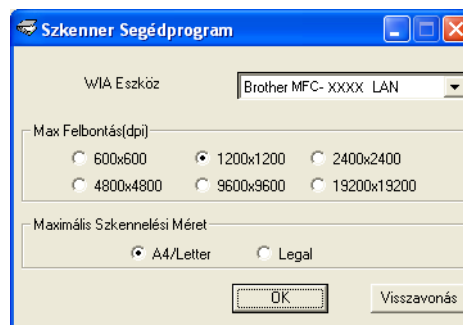 Szkenner Segédprogram
WIA Eszköz
Brother MFC- XXXX LAN
Max Felbontás(dpi)
600x600 1200x1200 2400x2400
4800x4800 9600x9600 19200x19200
Maximális Szkennelési Méret
A4/Letter Legal
OK Visszavonás